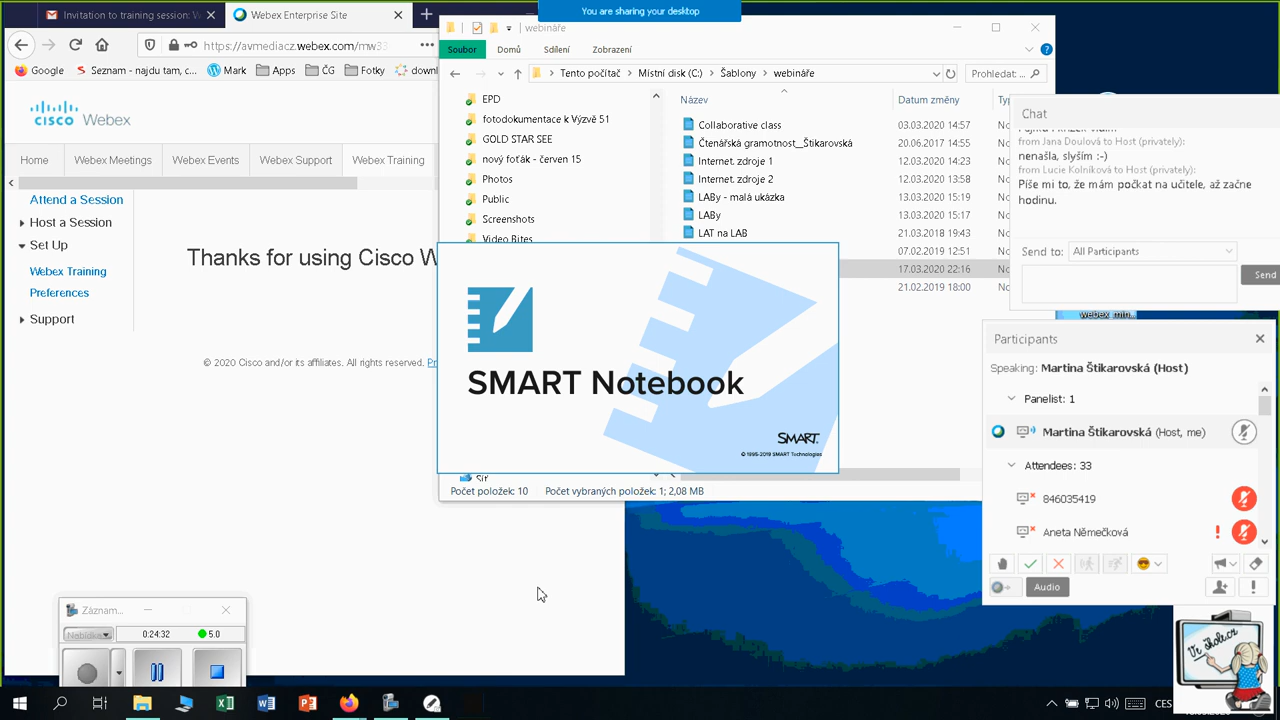 You are sharing your desktop
Invitation to training session: W
Webex Enterprise Site
https://avmediacz.webex.com/mw33
Google
Seznam - najdu tam, c
Mark
Apps
ČG
Fotky
downl
cisco Webex
Home
Webex Meetings
Webex Events
Webex Support
Webex Training
Attend a Session
Host a Session
Set Up
Webex Training
Preferences
Support
Thanks for using Cisco W
© 2020 Cisco and/or its affiliates. All rights reserved.
webináře
Soubor
Domů
Sdílení
Zobrazení
Tento počítač
Místní disk (C:)
Šablony
webináře
Prohledat: ...
Název
Datum změny
EPD
fotodokumentace k Výzvě 51
GOLD STAR SEE
nový foťák - červen 15
Photos
Public
Screenshots
Video Bites
Síť
Collaborative class 03.03.2020 14:57
Čtenářská gramotnost__Štikarovská 20.06.2017 14:55
Internet. zdroje 1 12.03.2020 14:23
Internet. zdroje 2 12.03.2020 13:58
LABy - malá ukázka 13.03.2020 15:19
LABy 13.03.2020 15:17
LAT na LAB 21.03.2018 19:43
07.02.2019 12:51
17.03.2020 22:16
21.02.2019 18:00
Počet položek: 10
Počet vybraných položek: 1; 2,08 MB
SMART Notebook
SMART
© 1995-2019 SMART Technologies
Chat
from Jana Doulová to Host (privately):
nenašla, slyším :-)
from Lucie Kolníková to Host (privately):
Píše mi to, že mám počkat na učitele, až začne
hodinu.
Send to:
All Participants
Send
Participants
Speaking: Martina Štikarovská (Host)
Panelist: 1
Martina Štikarovská (Host, me)
Attendees: 33
846035419
Aneta Němečková
Audio
Záznam...
Nabídka
0:24:32
5.0
CES
Ve škole.cz